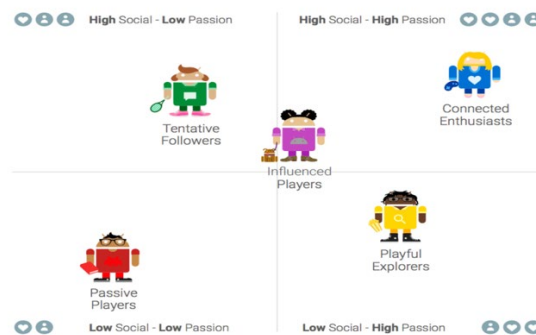 High Social - Low Passion
High Social - High Passion
Connected
Enthusiasts
Tentative
Followers
Influenced
Players
Playful
Explorers
Passive
Players
Low Social - Low Passion
Low Social - High Passion